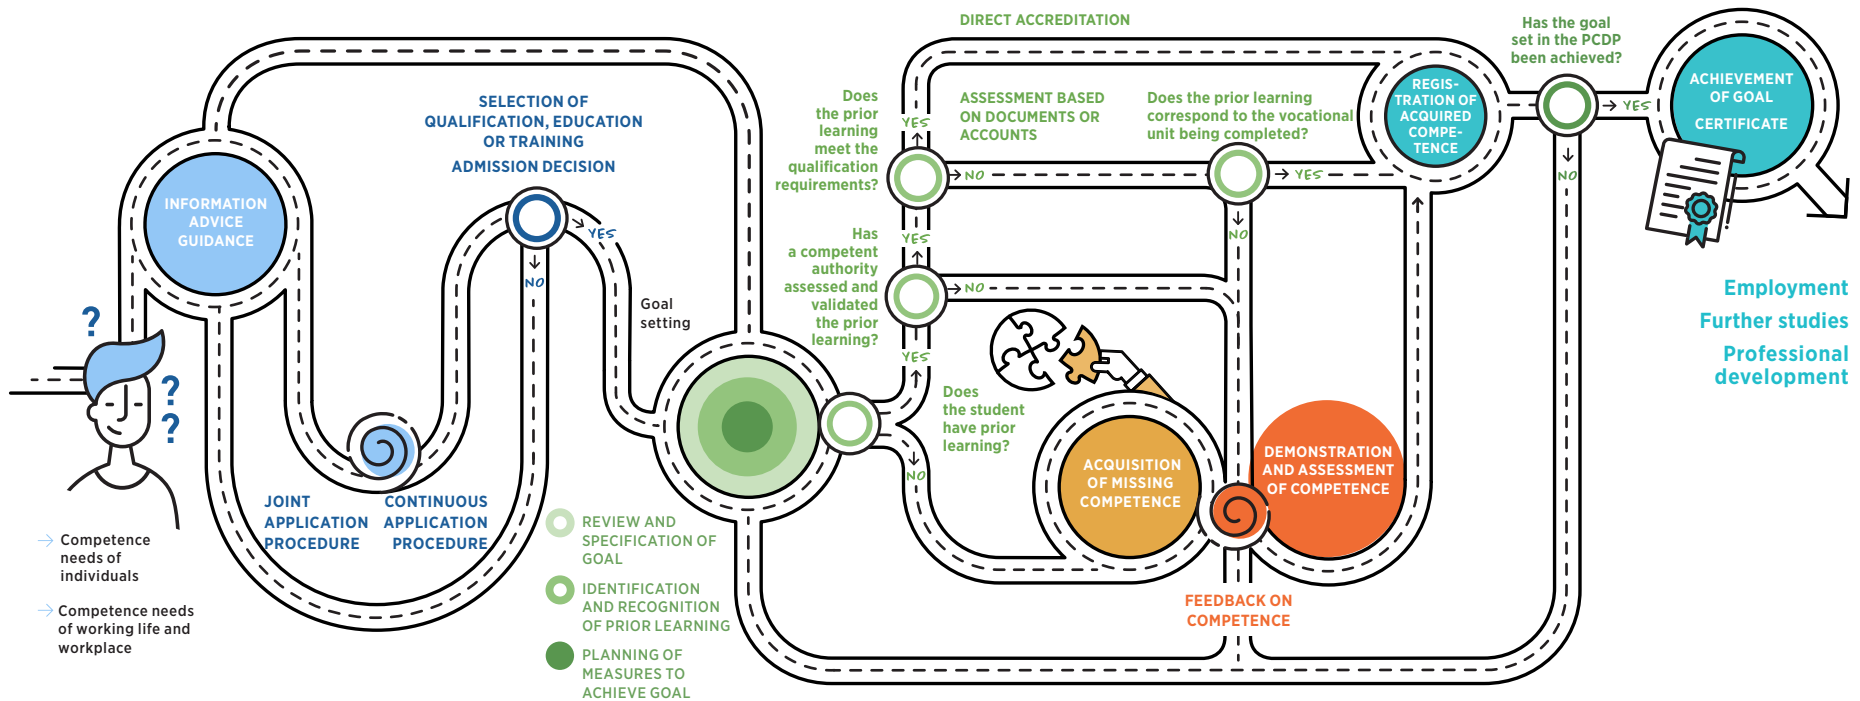 ?
?
?
→ Competence
needs of
individuals
→ Competence needs
of working life and
workplace
INFORMATION
ADVICE
GUIDANCE
JOINT
APPLICATION
PROCEDURE
CONTINUOUS
APPLICATION
PROCEDURE
SELECTION OF
QUALIFICATION, EDUCATION
OR TRAINING
ADMISSION DECISION
→ YES
↓
NO
Goal
setting
REVIEW AND
SPECIFICATION OF
GOAL
IDENTIFICATION
AND RECOGNITION
OF PRIOR LEARNING
PLANNING OF
MEASURES TO
ACHIEVE GOAL
Does
the student
have prior
learning?
YES
NO
Has
a competent
authority
assessed and
validated
the prior
learning?
YES
→ NO
Does
the prior
learning
meet the
qualification
requirements?
YES
→ NO
DIRECT ACCREDITATION
ASSESSMENT BASED
ON DOCUMENTS OR
ACCOUNTS
Does the prior learning
correspond to the vocational
unit being completed?
→ YES
NO
ACQUISITION
OF MISSING
COMPETENCE
DEMONSTRATION
AND ASSESSMENT
OF COMPETENCE
FEEDBACK ON
COMPETENCE
REGIS-
TRATION OF
ACQUIRED
COMPE-
TENCE
Has the goal
set in the PCDP
been achieved?
→ YES
NO
ACHIEVEMENT
OF GOAL
CERTIFICATE
Employment
Further studies
Professional
development